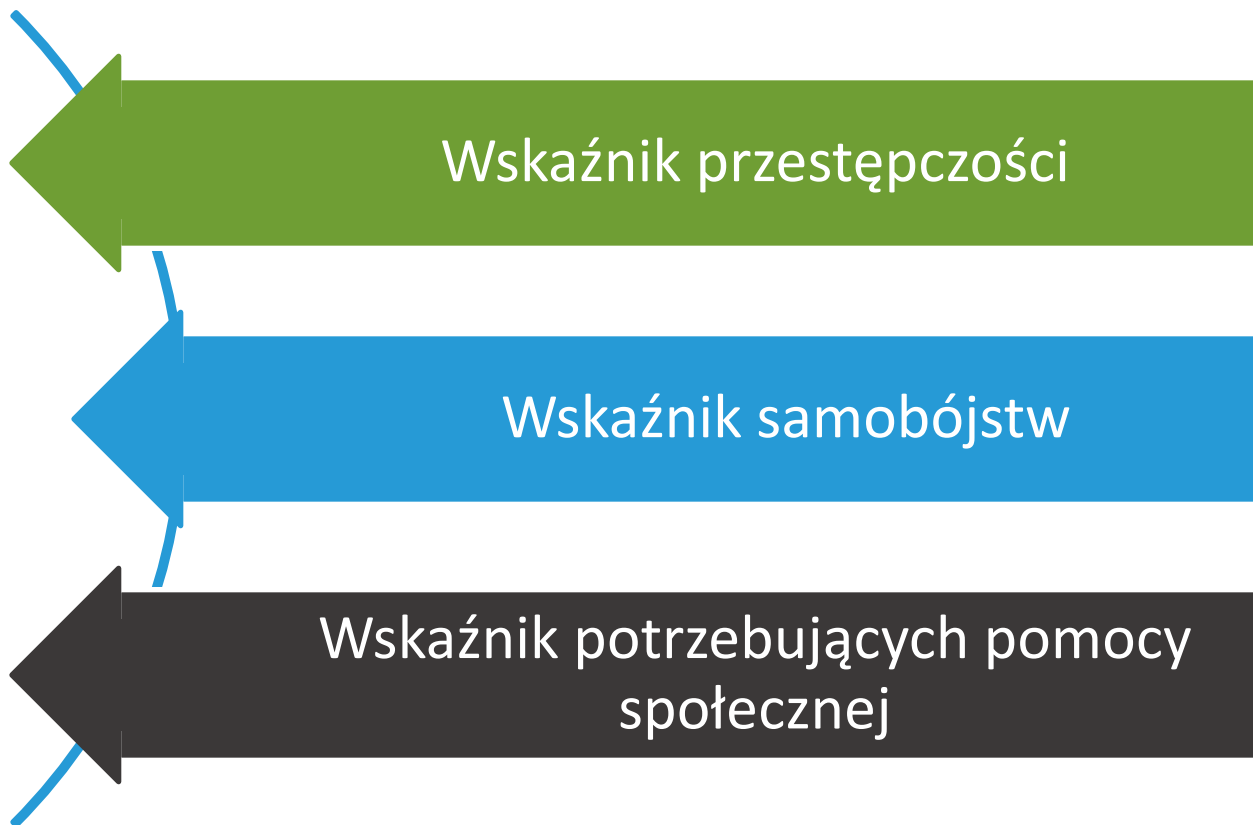 Wskaźnik przestępczości
Wskaźnik samobójstw
Wskaźnik potrzebujących pomocy
społecznej